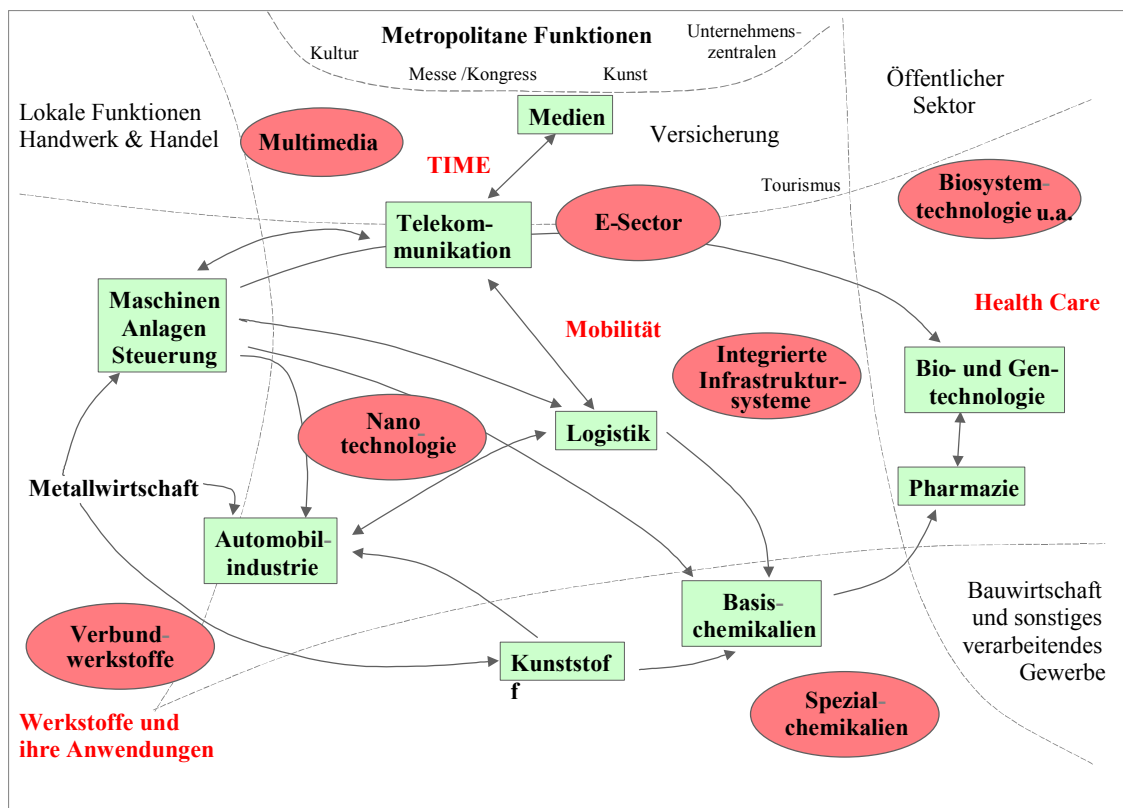 Metropolitane Funktionen
Kultur
Unternehmens-
zentralen
Messe /Kongress
Kunst
Lokale Funktionen
Handwerk & Handel
Öffentlicher
Sektor
Multimedia
Medien
Versicherung
TIME
Tourismus
Biosystem-
technologie u.a.
Telekom-
munikation
E-Sector
Maschinen
Anlagen
Steuerung
Health Care
Mobilität
Integrierte
Infrastruktur-
systeme
Bio- und Gen-
technologie
Nano
technologie
Logistik
Metallwirtschaft
Pharmazie
Automobil-
industrie
Basis-
chemikalien
Bauwirtschaft
und sonstiges
verarbeitendes
Gewerbe
Verbund-
werkstoffe
Kunststof
f
Werkstoffe und
ihre Anwendungen
Spezial-
chemikalien